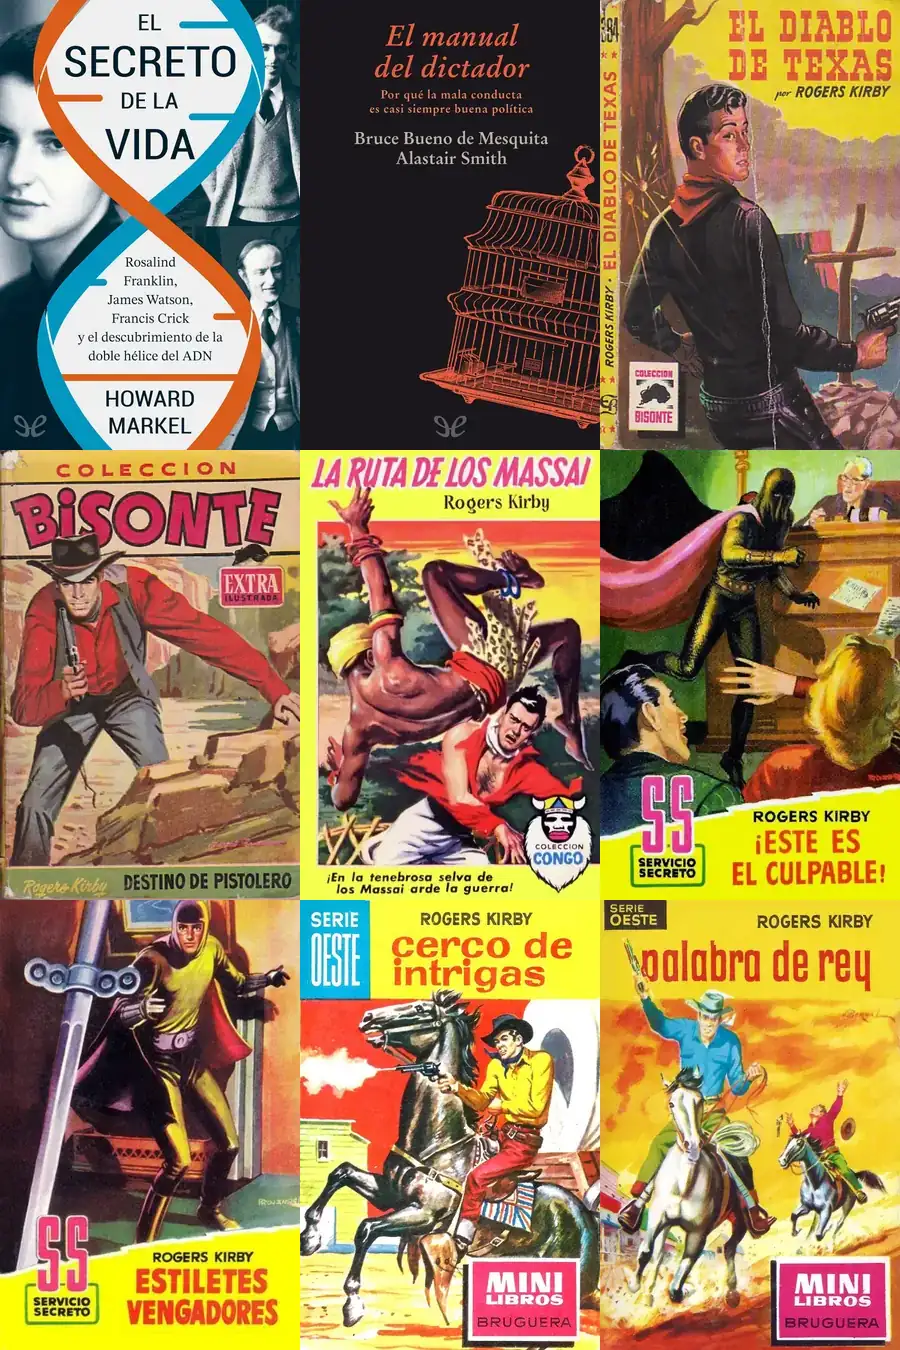 EL
SECRETO
DE LA
VIDA
Rosalind
Franklin,
James Watson,
Francis Crick
y el descubrimiento de la
doble hélice del ADN
HOWARD
MARKEL
El manual
del dictador
Por qué la mala conducta
es casi siempre buena política
Bruce Bueno de Mesquita
Alastair Smith
EL DIABLO
DE TEXAS
por ROGERS KIRBY
ROGERS KIRBY · EL DIABLO DE TEXAS
COLECCION
BISONTE
COLECCION
BISONTE
EXTRA
ILUSTRADA
Rogers Kirby DESTINO DE PISTOLERO
LA RUTA DE LOS MASSAI
Rogers Kirby
COLECCION
CONGO
¡En la tenebrosa selva de
los Massai arde la guerra!
SS
SERVICIO
SECRETO
ROGERS KIRBY
¡ESTE ES
EL CULPABLE!
SS
SERVICIO
SECRETO
ROGERS KIRBY
ESTILETES
VENGADORES
SERIE
OESTE
ROGERS KIRBY
cerco de
intrigas
MINI
LIBROS
BRUGUERA
SERIE
OESTE
ROGERS KIRBY
palabra de rey
MINI
LIBROS
BRUGUERA